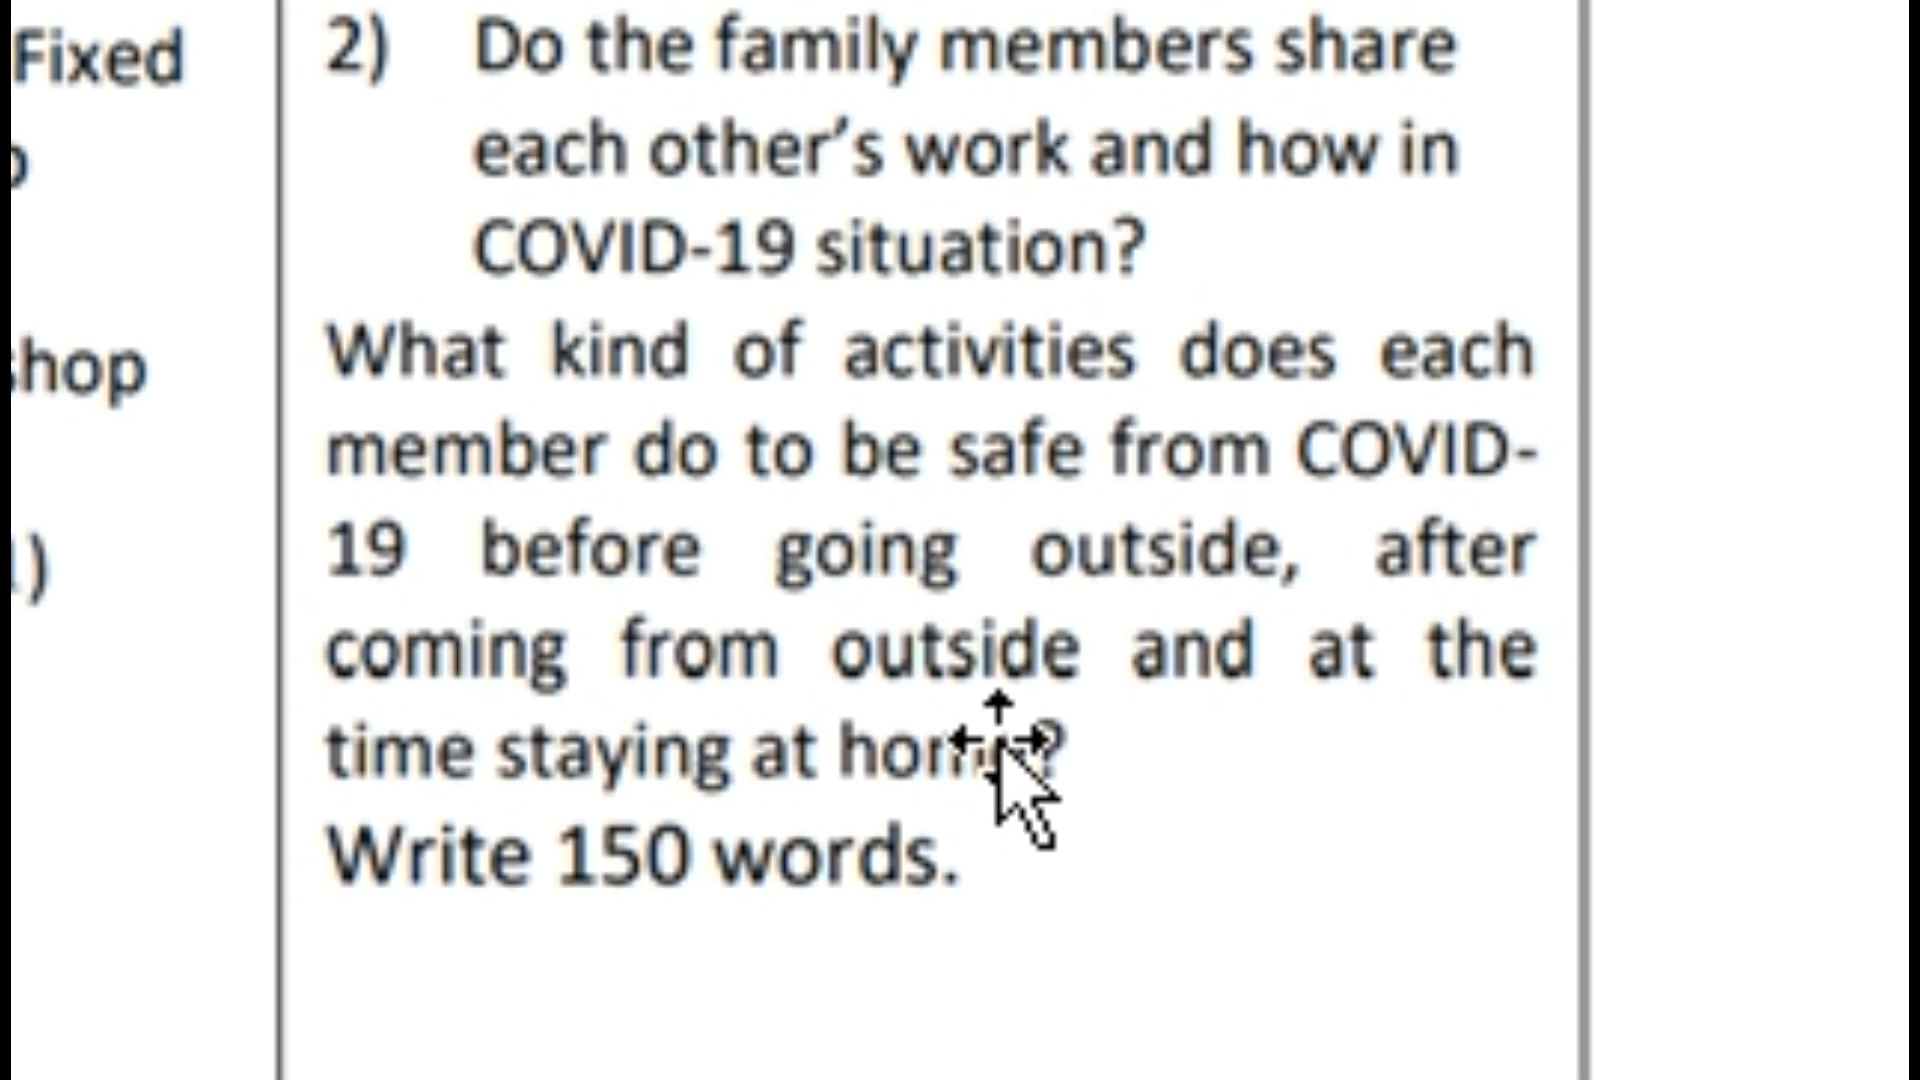 Fixed
2) Do the family members share
each other's work and how in
COVID-19 situation?
hop
What kind of activities does each
member do to be safe from COVID-
19 before going outside, after
)
coming from outside and at the
time staying at home?
Write 150 words.